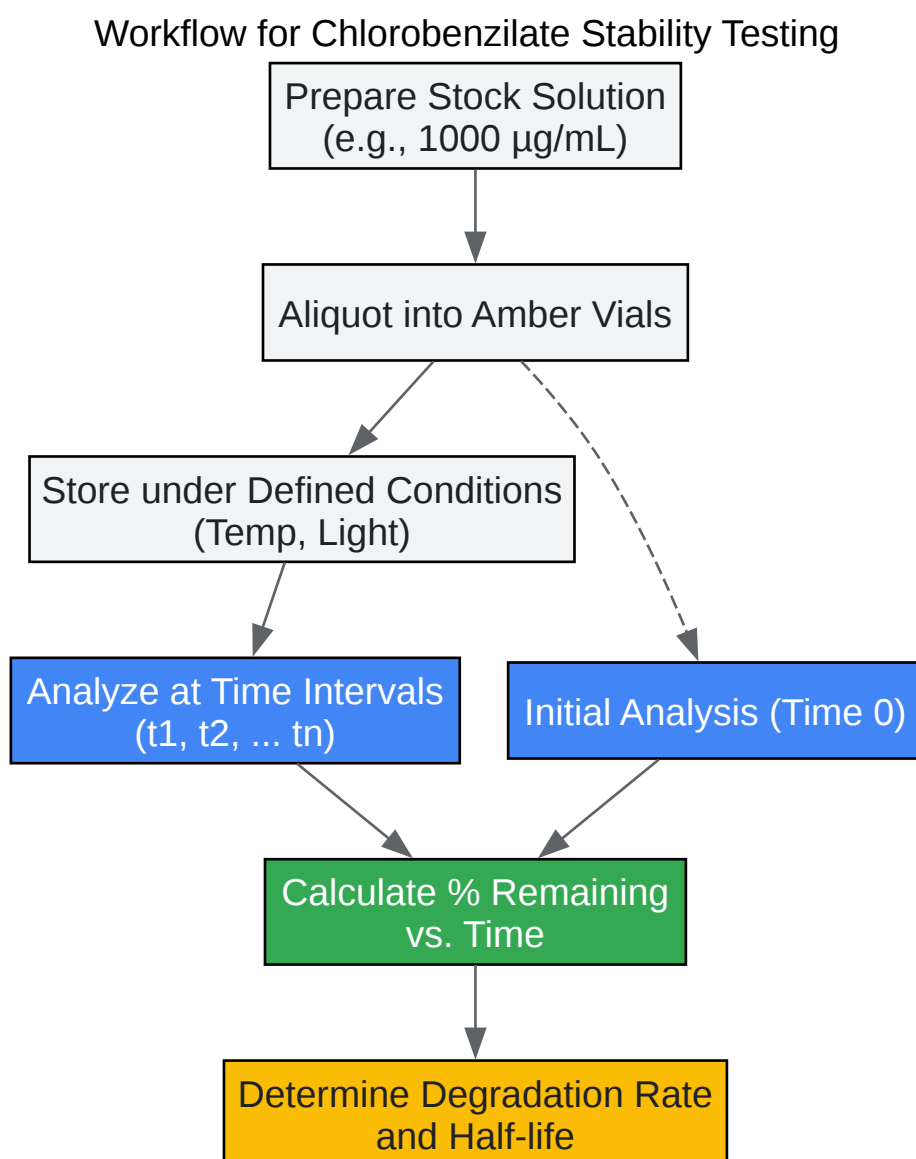 Workflow for Chlorobenzilate Stability Testing
Prepare Stock Solution
(e.g., 1000 µg/mL)
Aliquot into Amber Vials
Store under Defined Conditions
(Temp, Light)
Analyze at Time Intervals
(t1, t2, ... tn)
Initial Analysis (Time 0)
Calculate % Remaining
vs. Time
Determine Degradation Rate
and Half-life